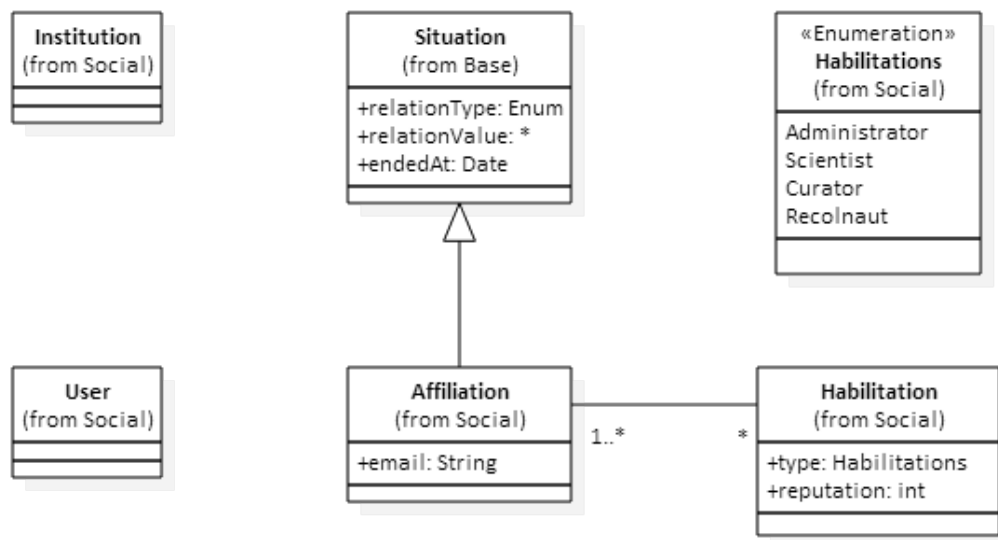 Institution
(from Social)
Situation
(from Base)
+relationType: Enum
+relationValue: *
+endedAt: Date
«Enumeration»
Habilitations
(from Social)
Administrator
Scientist
Curator
Recolnaut
User
(from Social)
Affiliation
(from Social)
+email: String
1..*
*
Habilitation
(from Social)
+type: Habilitations
+reputation: int